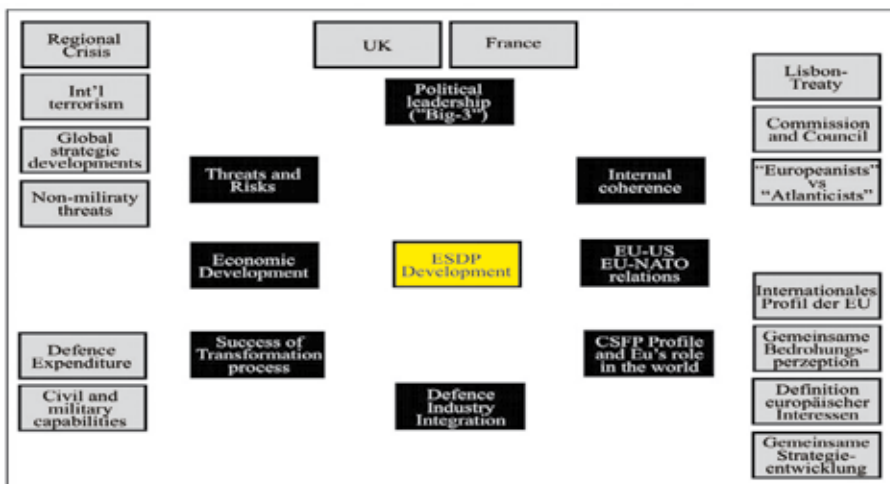 Regional
Crisis
UK
France
Int'l
terrorism
Political
leadership
("Big-3")
Lisbon-
Treaty
Global
strategic
developments
Commission
and Council
Threats and
Risks
Internal
coherence
"Europeanists"
vs
"Atlanticists"
Non-miliraty
threats
Economic
Development
ESDP
Development
EU-US
EU-NATO
relations
Internationales
Profil der EU
Defence
Expenditure
Success of
Transformation
process
CSFP Profile
and Eu's role
in the world
Gemeinsame
Bedrohungs-
perzeption
Civil and
military
capabilities
Defence
Industry
Integration
Definition
europäischer
Interessen
Gemeinsame
Strategie-
entwicklung